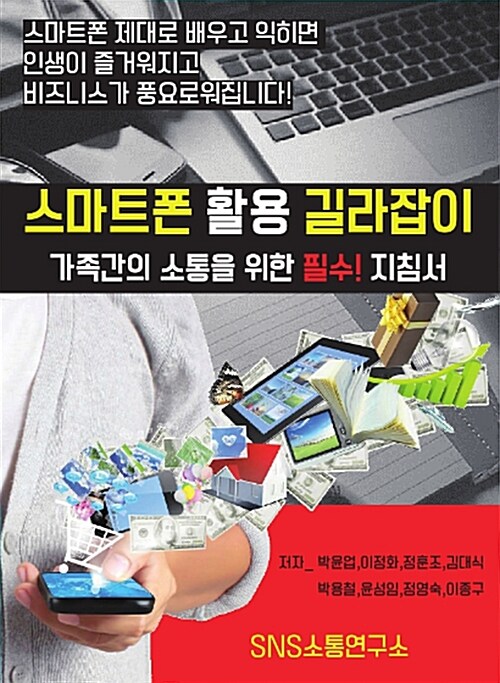 스마트폰 제대로 배우고 익히면
인생이 즐거워지고
비즈니스가 풍요로워집니다!
스마트폰 활용 길라잡이
가족간의 소통을 위한 필수! 지침서
저자_ 박윤업,이정화,정훈조,김대식
박용철,윤성임,정영숙,이종구
SNS소통연구소